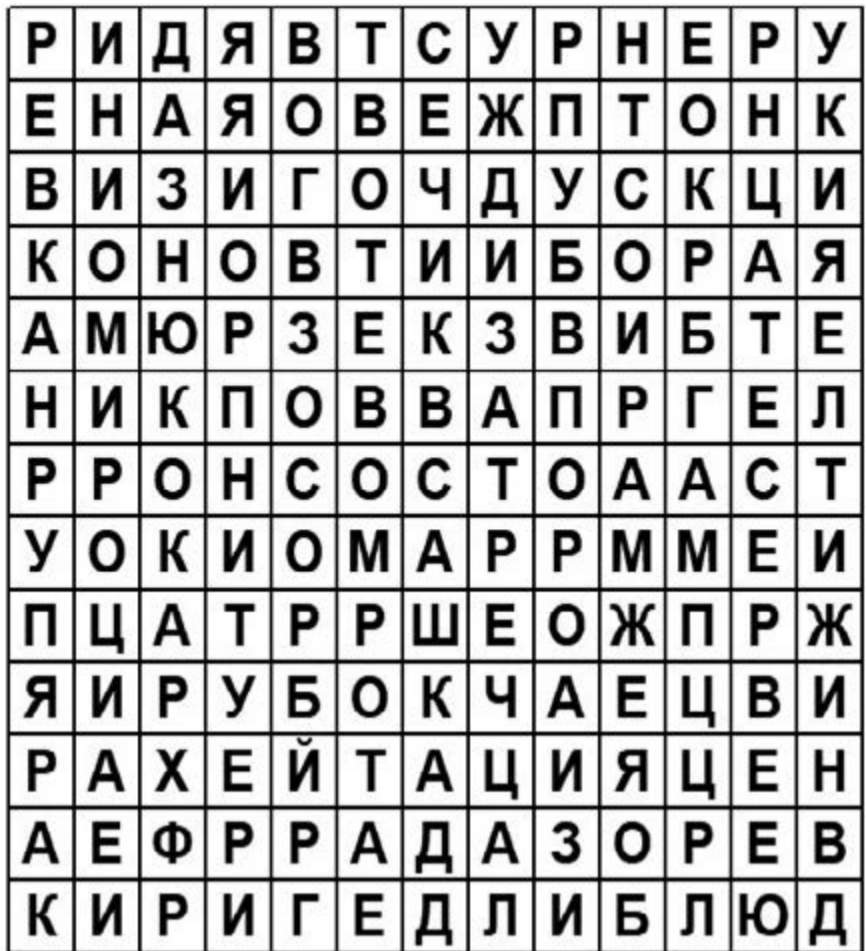 Р И Д Я В Т С У Р Н Е Р У
Е Н А Я О В Е Ж П Т О Н К
В И З И Г О Ч Д У С К Ц И
К О Н О В Т И И Б О Р А Я
А М Ю Р З Е К З В И Б Т Е
Н И К П О В В А П Р Г Е Л
Р Р О Н С О С Т О А А С Т
У О К И О М А Р Р М М Е И
П Ц А Т Р Р Ш Е О Ж П Р Ж
Я И Р У Б О К Ч А Е Ц В И
Р А Х Е Й Т А Ц И Я Ц Е Н
А Е Ф Р Р А Д А З О Р Е В
К И Р И Г Е Д Л И Б Л Ю Д